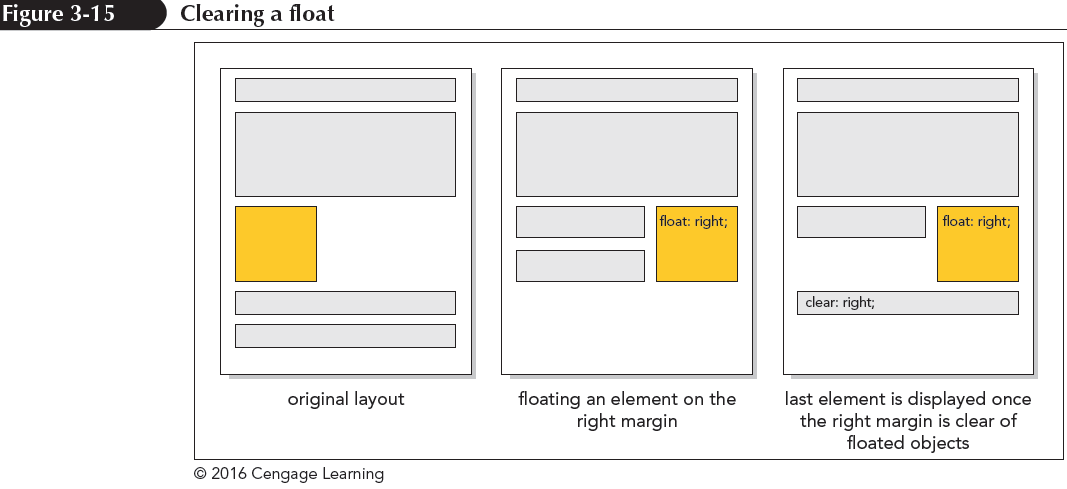 Figure 3-15 Clearing a float
float: right;
float: right;
clear: right;
original layout
floating an element on the
right margin
last element is displayed once
the right margin is clear of
floated objects
© 2016 Cengage Learning